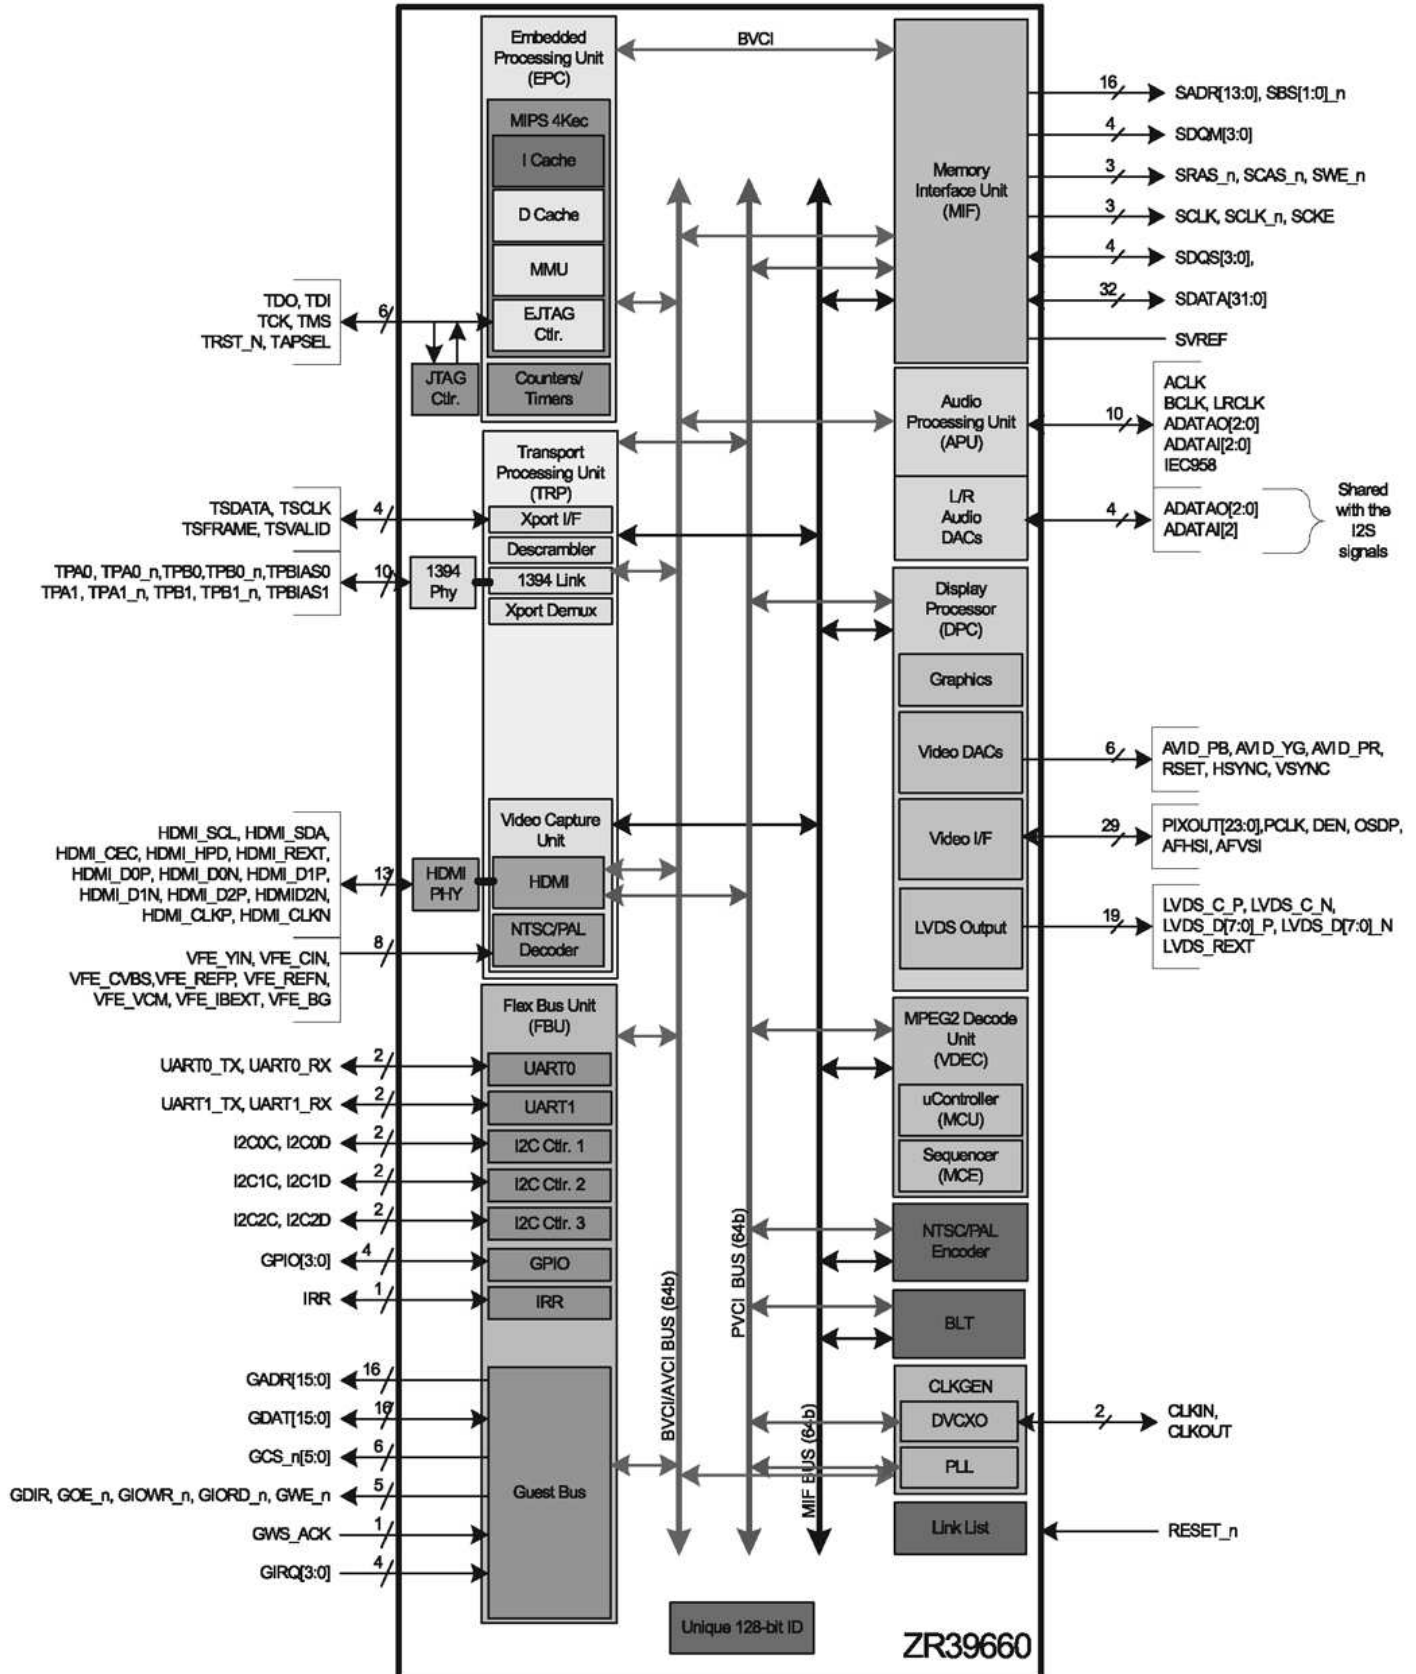 Embedded
Processing Unit
(EPC)
MIPS 4Kec
I Cache
D Cache
MMU
EJTAG
Ctlr.
Counters/
Timers
JTAG
Ctlr.
TDO, TDI
TCK, TMS
TRST_N, TAPSEL
6
BVCI
Memory
Interface Unit
(MIF)
16
SADR[13:0], SBS[1:0]_n
4
SDQM[3:0]
3
SRAS_n, SCAS_n, SWE_n
3
SCLK, SCLK_n, SCKE
4
SDQS[3:0],
32
SDATA[31:0]
SVREF
Audio
Processing Unit
(APU)
10
ACLK
BCLK, LRCLK
ADATAO[2:0]
ADATAI[2:0]
IEC958
L/R
Audio
DACs
4
ADATAO[2:0]
ADATAI[2]
Shared
with the
I2S
signals
Transport
Processing Unit
(TRP)
Xport I/F
Descrambler
1394 Link
Xport Demux
TSDATA, TSCLK
TSFRAME, TSVALID
4
TPA0, TPA0_n,TPB0,TPB0_n,TPBIAS0
TPA1, TPA1_n, TPB1, TPB1_n, TPBIAS1
10
1394
Phy
Display
Processor
(DPC)
Graphics
Video DACs
6
AVID_PB, AVID_YG, AVID_PR,
RSET, HSYNC, VSYNC
Video I/F
29
PIXOUT[23:0],PCLK, DEN, OSDP,
AFHSI, AFVSI
LVDS Output
19
LVDS_C_P, LVDS_C_N,
LVDS_D[7:0]_P, LVDS_D[7:0]_N
LVDS_REXT
Video Capture
Unit
HDMI
NTSC/PAL
Decoder
HDMI_SCL, HDMI_SDA,
HDMI_CEC, HDMI_HPD, HDMI_REXT,
HDMI_D0P, HDMI_D0N, HDMI_D1P,
HDMI_D1N, HDMI_D2P, HDMID2N,
HDMI_CLKP, HDMI_CLKN
13
HDMI
PHY
VFE_YIN, VFE_CIN,
VFE_CVBS,VFE_REFP, VFE_REFN,
VFE_VCM, VFE_IBEXT, VFE_BG
8
Flex Bus Unit
(FBU)
UART0_TX, UART0_RX
2
UART0
UART1_TX, UART1_RX
2
UART1
I2C0C, I2C0D
2
I2C Ctlr. 1
I2C1C, I2C1D
2
I2C Ctlr. 2
I2C2C, I2C2D
2
I2C Ctlr. 3
GPIO[3:0]
4
GPIO
IRR
1
IRR
GADR[15:0]
16
GDAT[15:0]
16
GCS_n[5:0]
6
GDIR, GOE_n, GIOWR_n, GIORD_n, GWE_n
5
GWS_ACK
1
GIRQ[3:0]
4
Guest Bus
BVCI/AVCI BUS (64b)
PVCI BUS (64b)
MIF BUS (64b)
MPEG2 Decode
Unit
(VDEC)
uController
(MCU)
Sequencer
(MCE)
NTSC/PAL
Encoder
BLT
CLKGEN
DVCXO
PLL
2
CLKIN,
CLKOUT
Link List
RESET_n
Unique 128-bit ID
ZR39660